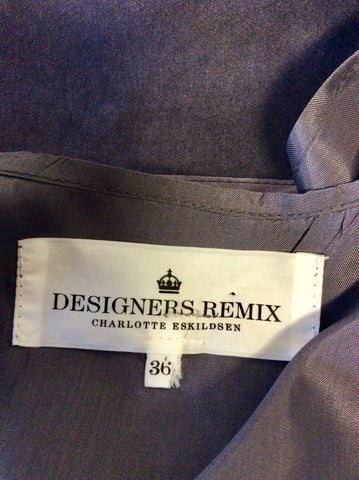 DESIGNERS REMIX
CHARLOTTE ESKILDSEN
36